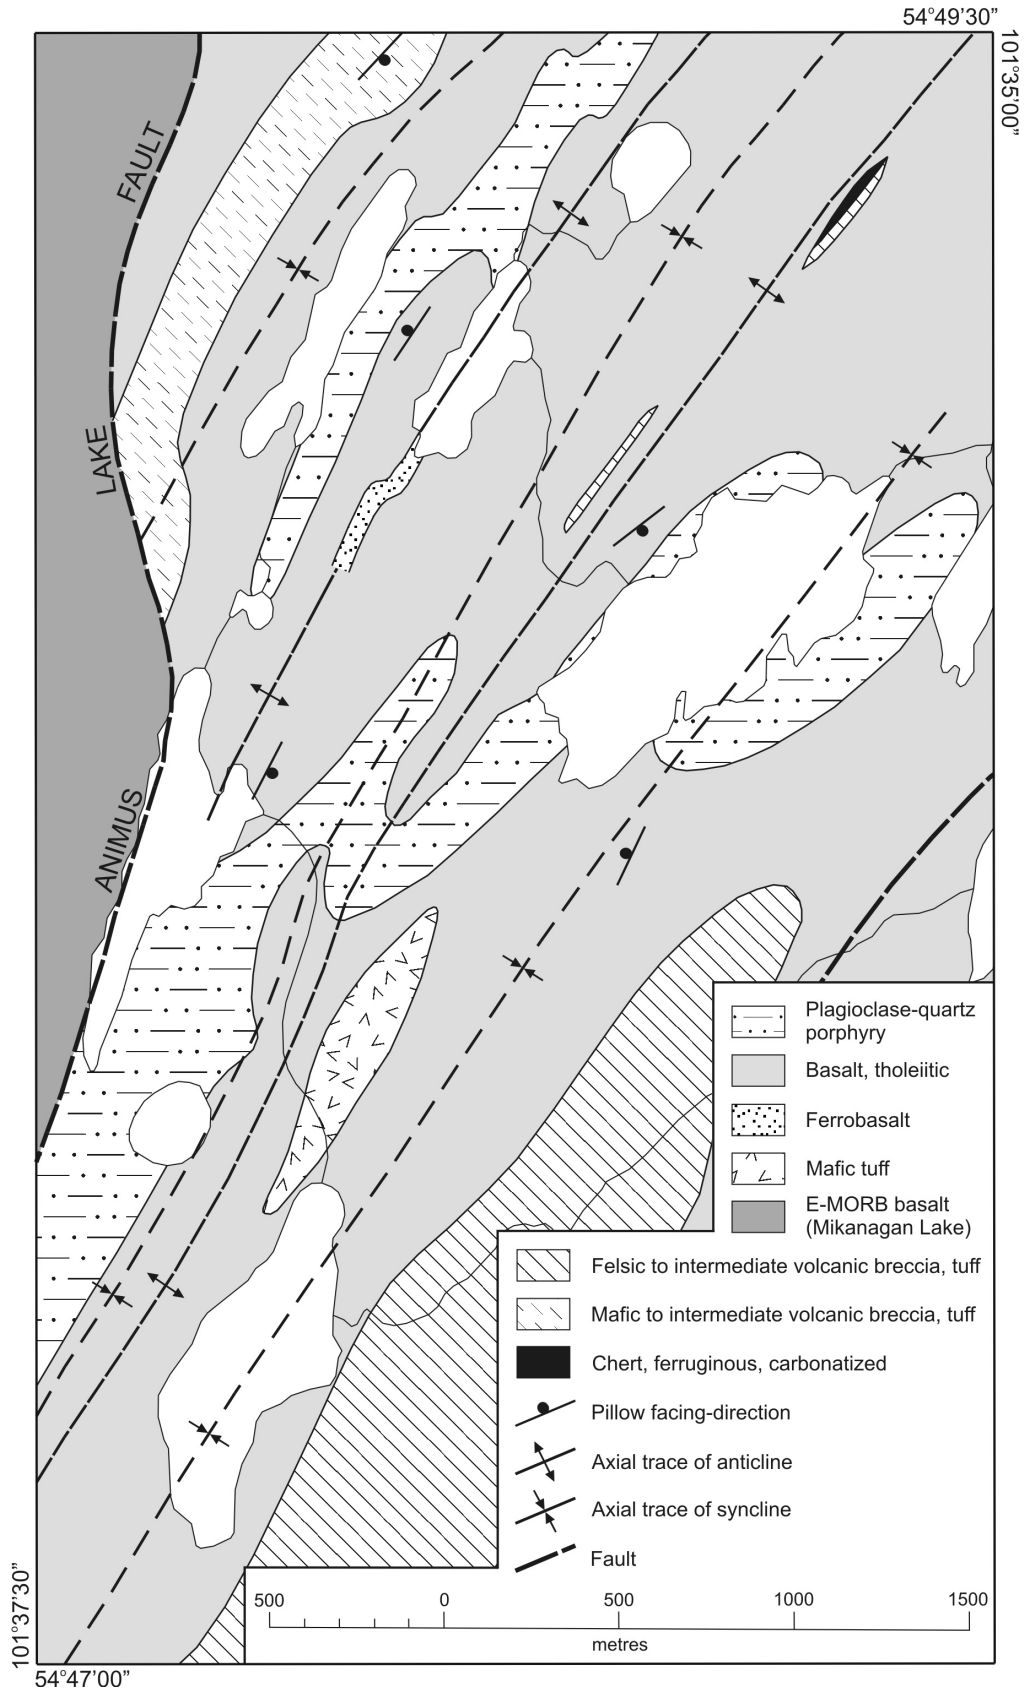 54°49'30”
101°35'00”
FAULT
LAKE
ANIMUS
Plagioclase-quartz
porphyry
Basalt, tholeiitic
Ferrobasalt
Mafic tuff
E-MORB basalt
(Mikanagan Lake)
Felsic to intermediate volcanic breccia, tuff
Mafic to intermediate volcanic breccia, tuff
Chert, ferruginous, carbonatized
Pillow facing-direction
Axial trace of anticline
Axial trace of syncline
Fault
500 0 500 1000 1500
metres
101°37'30”
54°47'00”